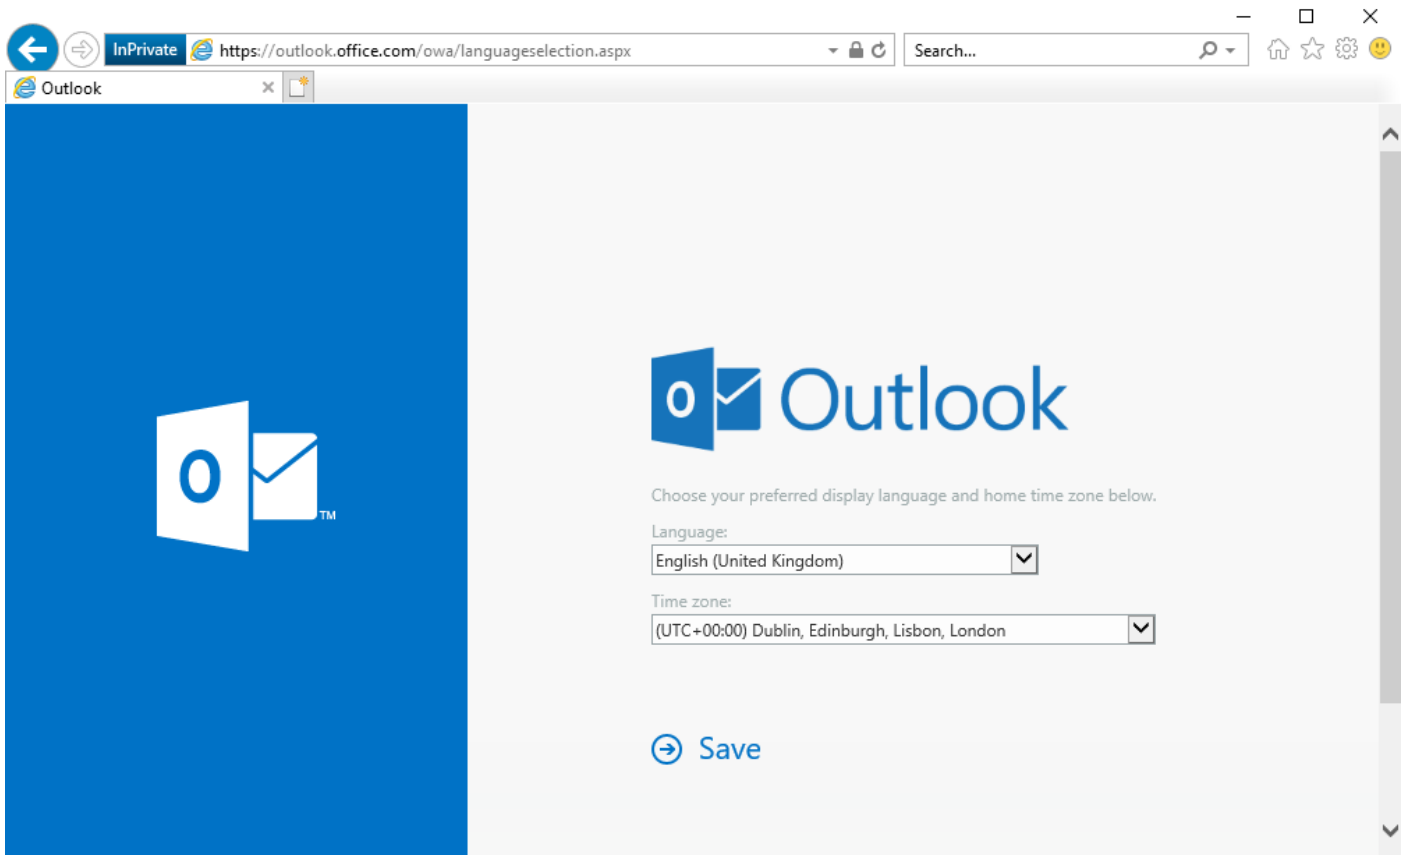 InPrivate https://outlook.office.com/owa/languageselection.aspx Search...
Outlook
O Outlook
O TM
Choose your preferred display language and home time zone below.
Language:
English (United Kingdom)
Time zone:
(UTC+00:00) Dublin, Edinburgh, Lisbon, London
Save